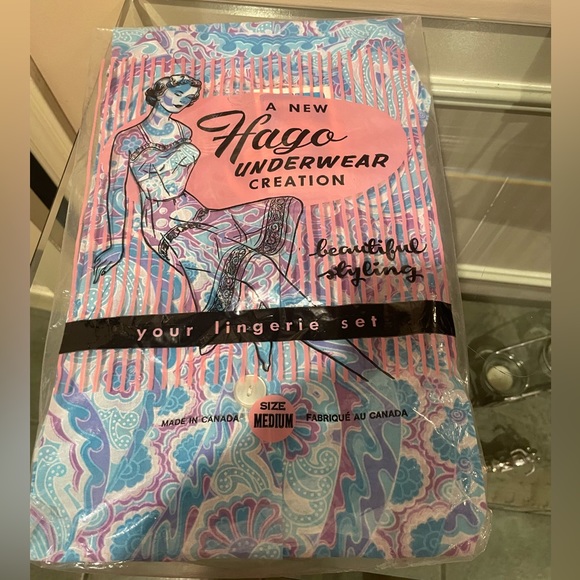 A NEW
Hago
UNDERWEAR
CREATION
beautiful
styling
your lingerie set
SIZE
MADE IN CANADA MEDIUM FABRIQUÉ AU CANADA